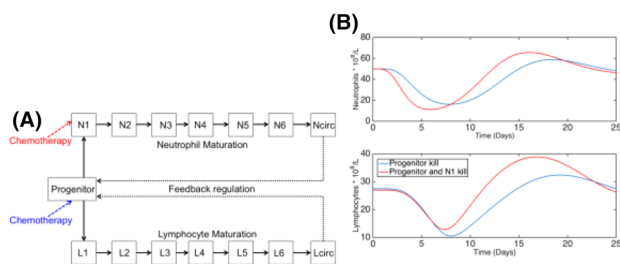 (A)
N1 N2 N3 N4 N5 N6 Ncirc
Chemotherapy
Neutrophil Maturation
Progenitor
Feedback regulation
Chemotherapy
Lymphocyte Maturation
L1 L2 L3 L4 L5 L6 Lcirc
(B)
Neutrophils * 10^8/L
80
60
40
20
0
0 5 10 15 20 25
Time (Days)
Lymphocytes * 10^8/L
40
30
20
10
Progenitor kill
Progenitor and N1 kill
0 5 10 15 20 25
Time (Days)